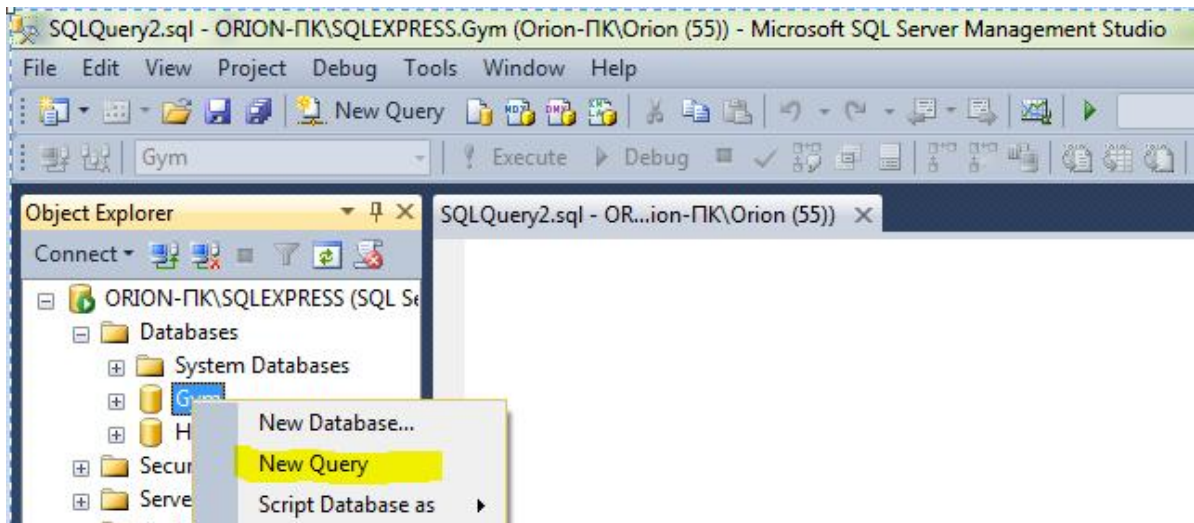 SQLQuery2.sql - ORION-ПК\SQLEXPRESS.Gym (Orion-ПК\Orion (55)) - Microsoft SQL Server Management Studio
File Edit View Project Debug Tools Window Help
New Query
Gym Execute Debug
Object Explorer
SQLQuery2.sql - OR...ion-ПК\Orion (55))
Connect
ORION-ПК\SQLEXPRESS (SQL Se
Databases
System Databases
Gym
New Database...
H
Secur
New Query
Serve
Script Database as